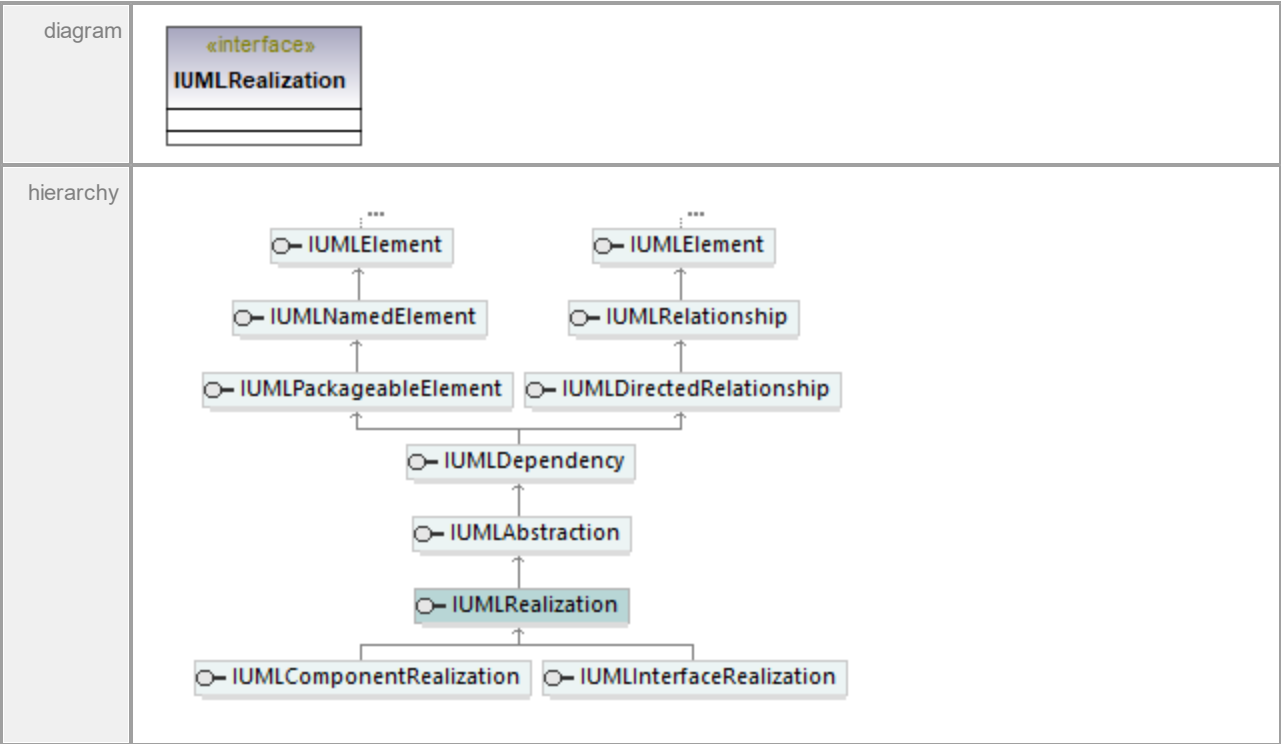 diagram
«interface»
IUMLRealization
hierarchy
... ...
IUMLElement IUMLElement
IUMLNamedElement IUMLRelationship
IUMLPackageableElement IUMLDirectedRelationship
IUMLDependency
IUMLAbstraction
IUMLRealization
IUMLComponentRealization IUMLInterfaceRealization